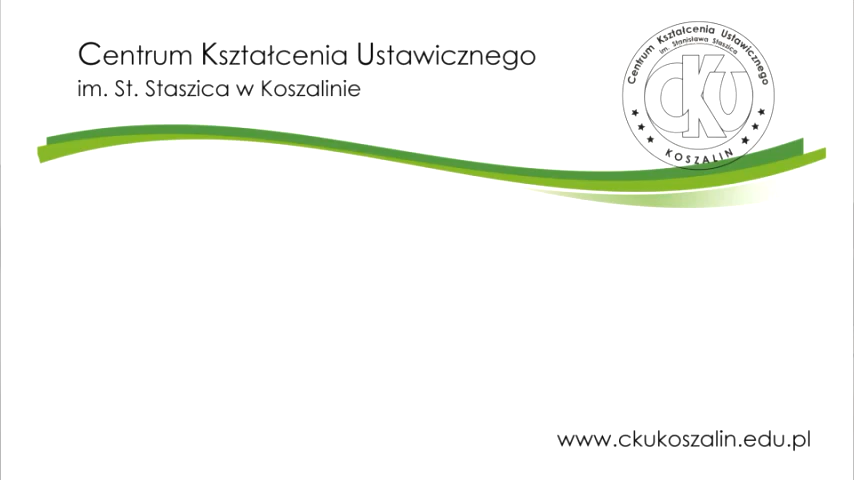 Centrum Kształcenia Ustawicznego
im. St. Staszica w Koszalinie
Centrum Kształcenia Ustawicznego
im. Stanisława Staszica
CKU
KOSZALIN
www.ckukoszalin.edu.pl